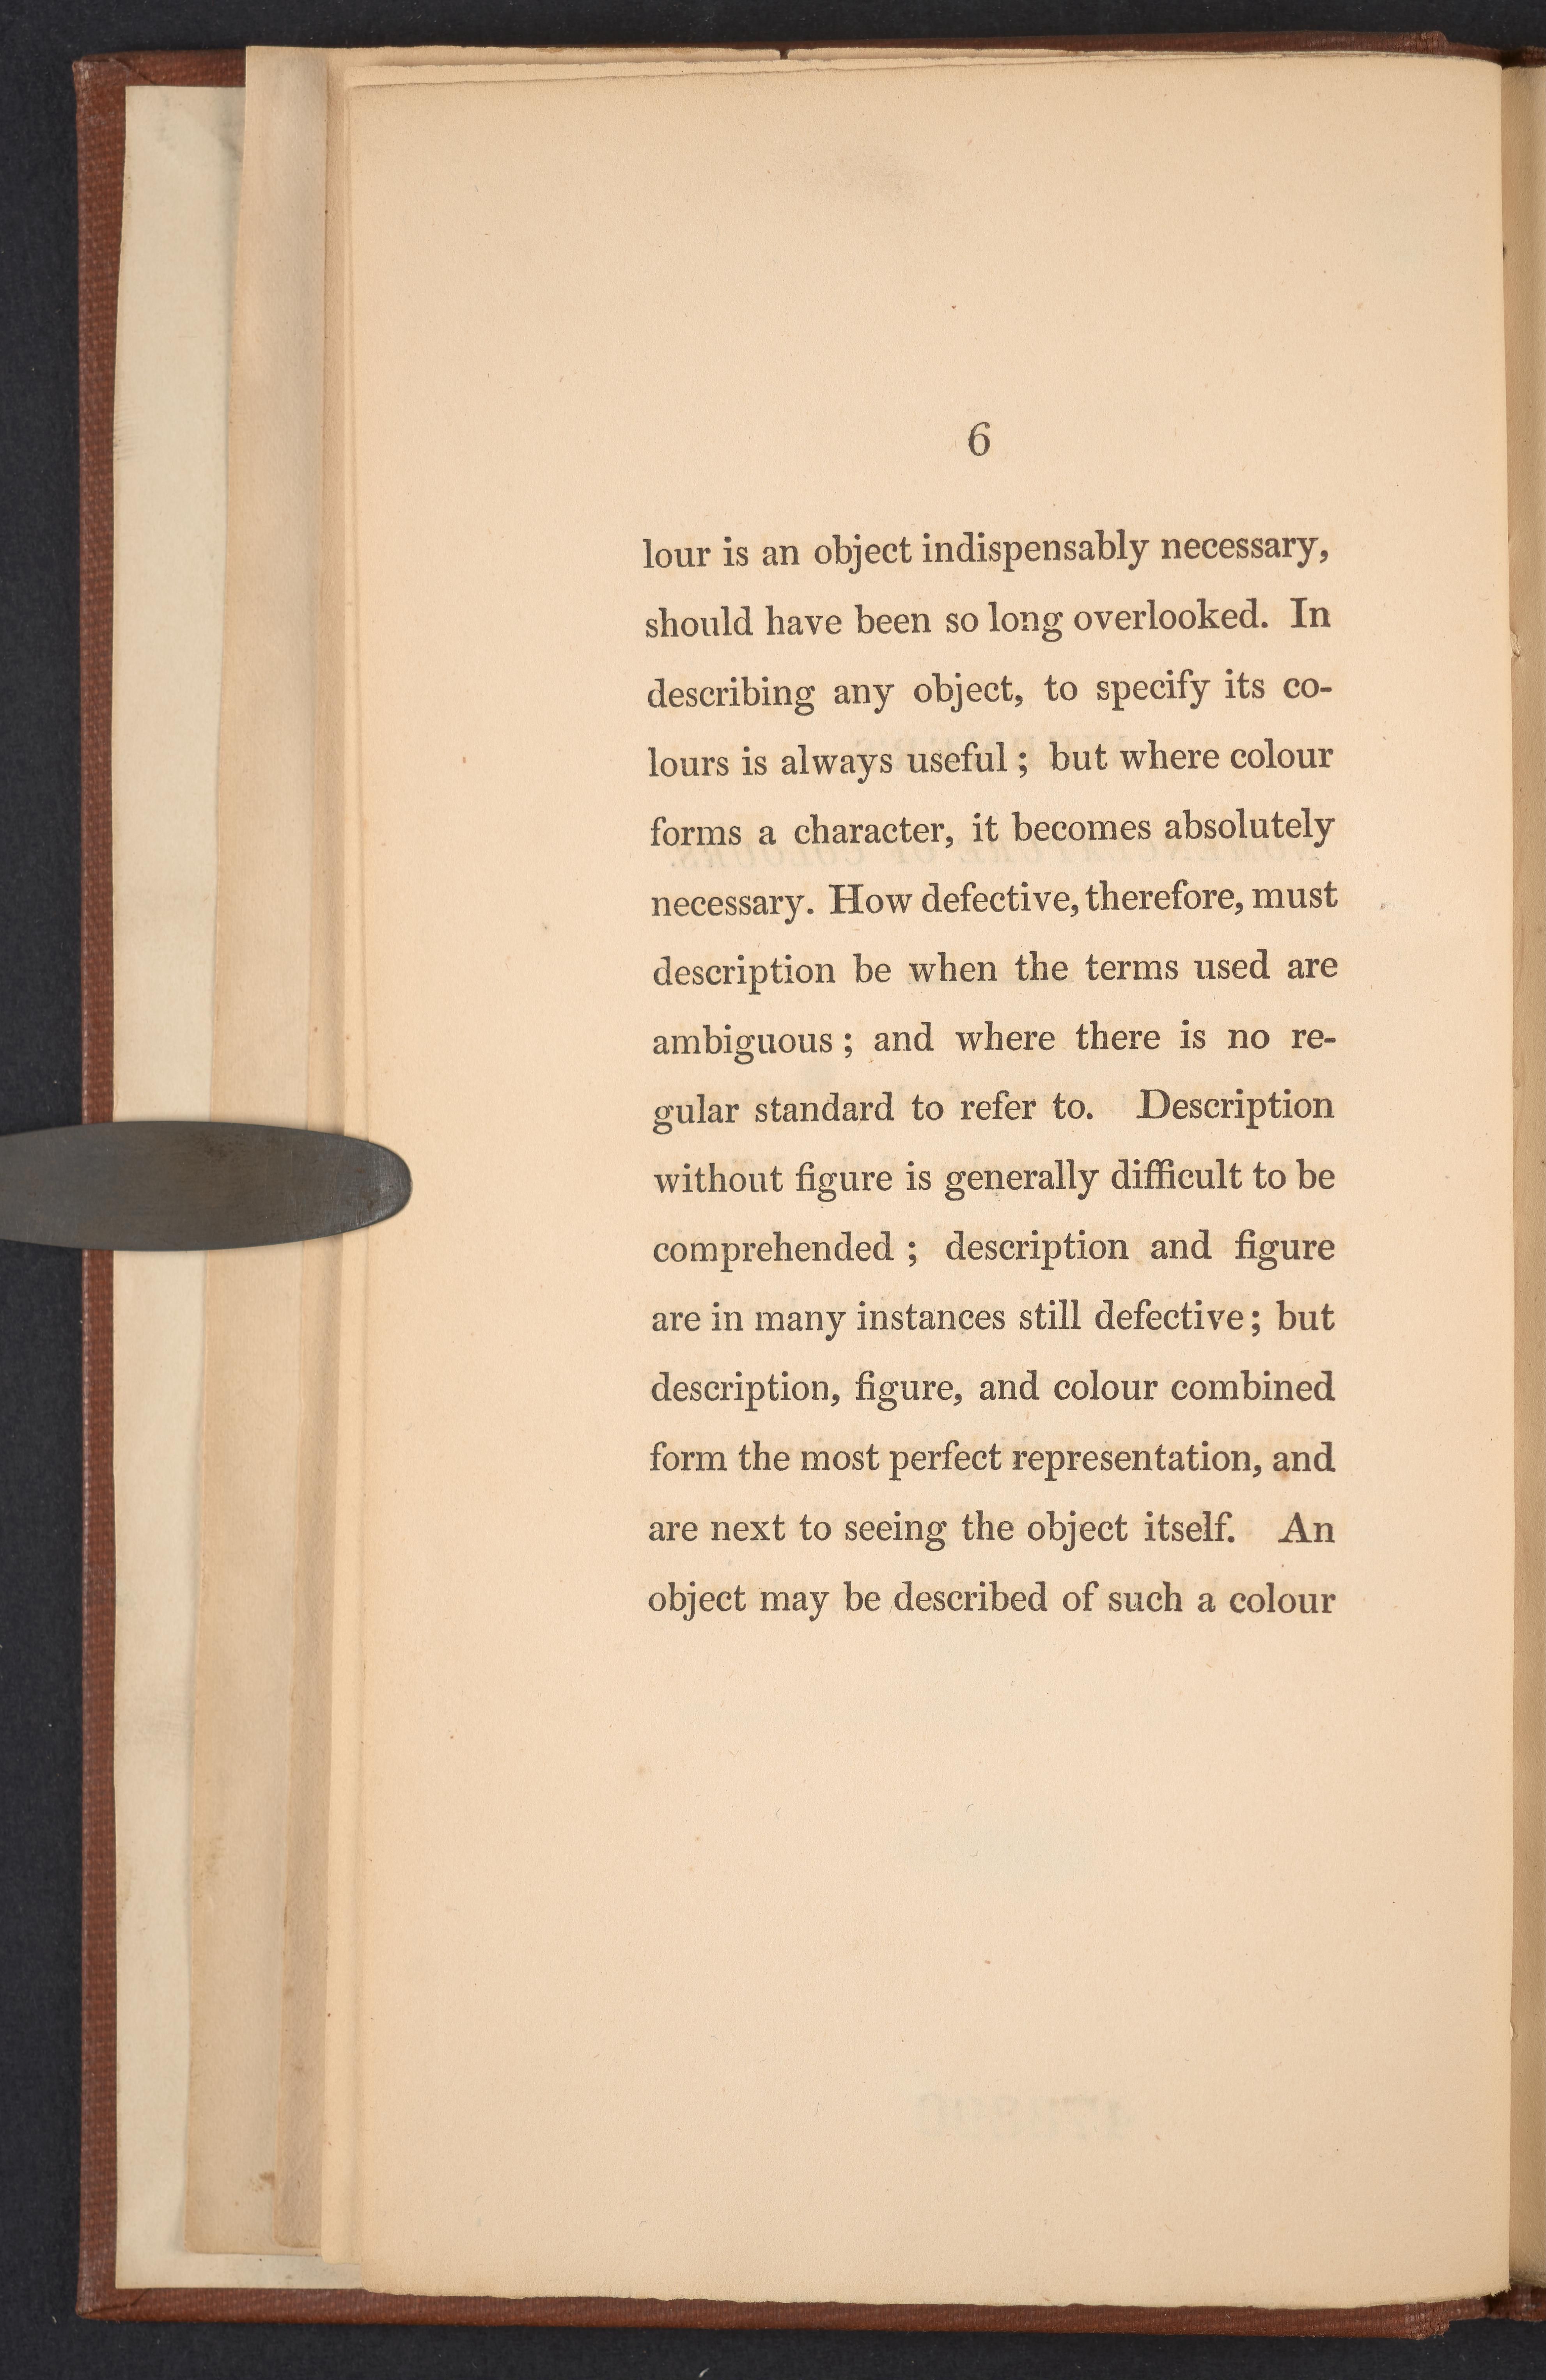 6
lour is an object indispensably necessary,
should have been so long overlooked. In
describing any object, to specify its co-
lours is always useful ; but where colour
forms a character, it becomes absolutely
necessary. How defective, therefore, must
description be when the terms used are
ambiguous ; and where there is no re-
gular standard to refer to. Description
without figure is generally difficult to be
comprehended ; description and figure
are in many instances still defective ; but
description, figure, and colour combined
form the most perfect representation, and
are next to seeing the object itself. An
object may be described of such a colour